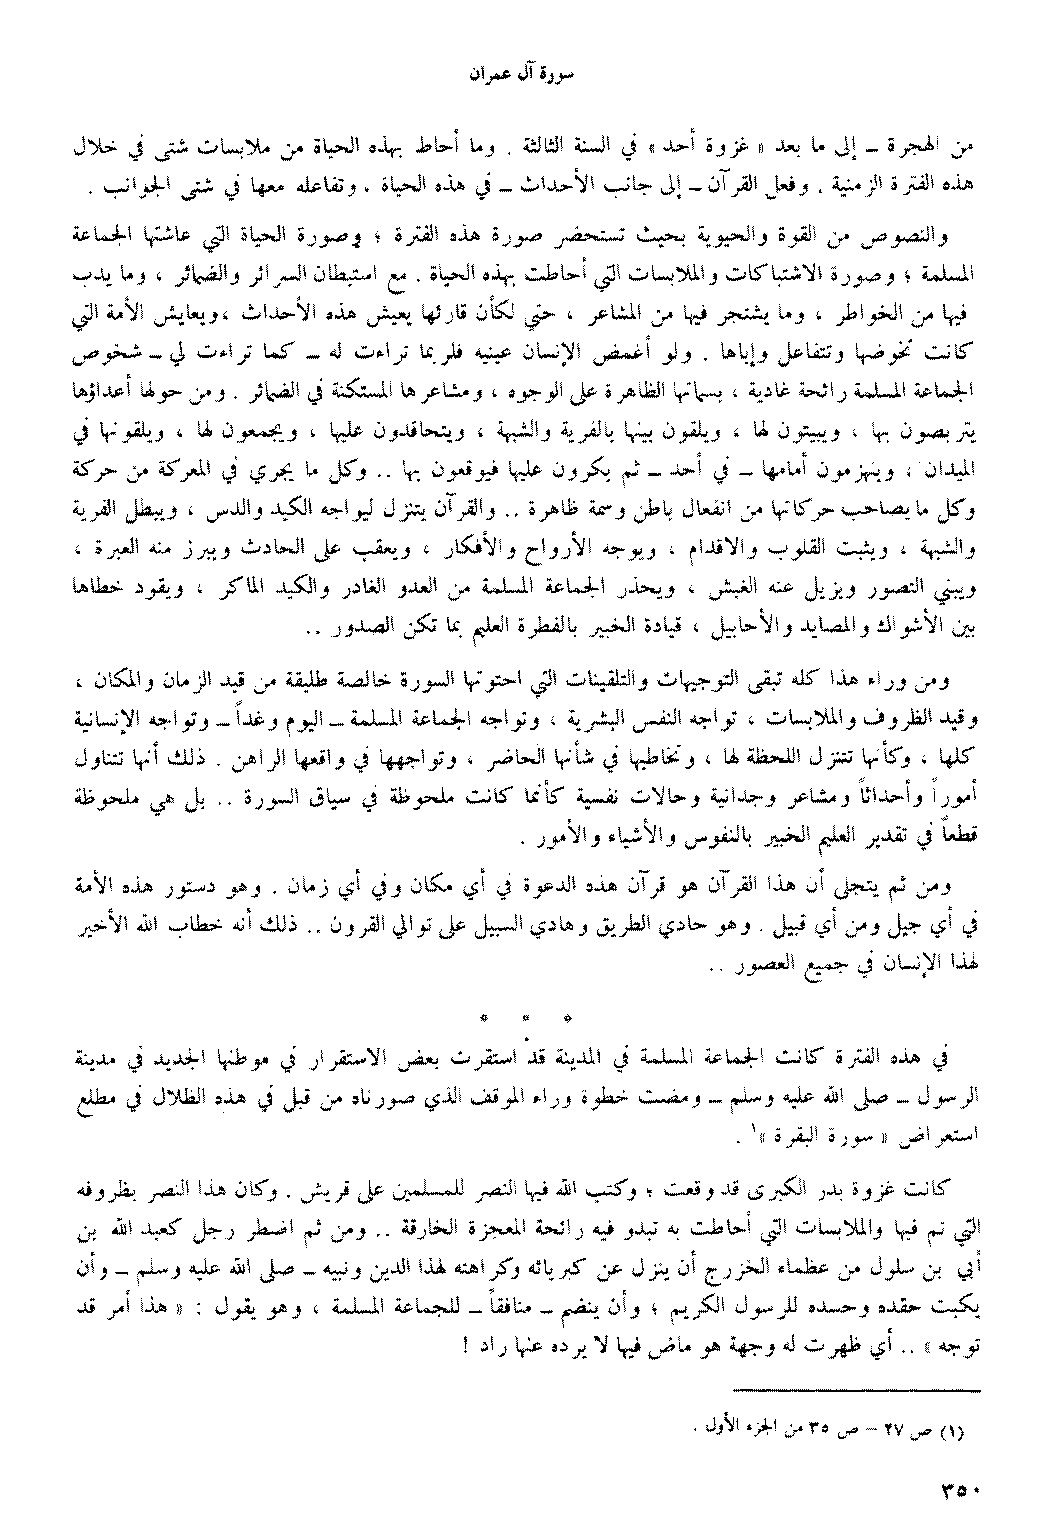 سورة آل عمران
من الهجرة – إلى ما بعد « غزوة أحد » في السنة الثالثة . وما أحاط بهذه الحياة من ملابسات شتى في خلال
هذه الفترة الزمنية . وفعل القرآن – إلى جانب الأحداث – في هذه الحياة ، وتفاعله معها في شتى الجوانب .
والنصوص من القوة والحيوية بحيث تستحضر صورة هذه الفترة ؛ وصورة الحياة التي عاشتها الجماعة
المسلمة ؛ وصورة الاشتباكات والملابسات التي أحاطت بهذه الحياة . مع استبطان السرائر والضمائر ، وما يدب
فيها من الخواطر ، وما يشتجر فيها من المشاعر ، حتى لكأن قارئها يعيش هذه الأحداث ، ويعايش الأمة التي
كانت تخوضها وتتفاعل وإياها . ولو أغمض الإنسان عينيه فلربما تراءت له – كما تراءت لي – شخوص
الجماعة المسلمة رائحة غادية ، بسماتها الظاهرة على الوجوه ، ومشاعرها المستكنة في الضمائر . ومن حولها أعداؤها
يتربصون بها ، ويبيتون لها ، ويلقون بينها بالفرية والشبهة ، ويتحاقدون عليها ، ويجمعون لها ، ويلقونها في
الميدان ، وينهزمون أمامها – في أحد – ثم يكرون عليها فيوقعون بها .. وكل ما يجري في المعركة من حركة
وكل ما يصاحب حركاتها من انفعال باطن وسمة ظاهرة .. والقرآن يتنزل ليواجه الكيد والدس ، ويبطل الفرية
والشبهة ، ويثبت القلوب والاقدام ، ويوجه الأرواح والأفكار ، ويعقب على الحادث ويبرز منه العبرة ،
ويبني التصور ويزيل عنه الغبش ، ويحذر الجماعة المسلمة من العدو الغادر والكيد الماكر ، ويقود خطاها
بين الأشواك والمصايد والأحابيل ، قيادة الخبير بالفطرة العليم بما تكن الصدور ..
ومن وراء هذا كله تبقى التوجيهات والتلقينات التي احتوتها السورة خالصة طليقة من قيد الزمان والمكان ،
وقيد الظروف والملابسات ، تواجه النفس البشرية ، وتواجه الجماعة المسلمة – اليوم وغداً – وتواجه الإنسانية
كلها ، وكأنها تتنزل اللحظة لها ، وتخاطبها في شأنها الحاضر ، وتواجهها في واقعها الراهن . ذلك أنها تتناول
أموراً وأحداثاً ومشاعر وجدانية وحالات نفسية كأنما كانت ملحوظة في سياق السورة .. بل هي ملحوظة
قطعاً في تقدير العليم الخبير بالنفوس والأشياء والأمور .
ومن ثم يتجلى أن هذا القرآن هو قرآن هذه الدعوة في أي مكان وفي أي زمان . وهو دستور هذه الأمة
في أي جيل ومن أي قبيل . وهو حادي الطريق وهادي السبيل على توالي القرون .. ذلك أنه خطاب الله الأخير
لهذا الإنسان في جميع العصور ..
* * *
في هذه الفترة كانت الجماعة المسلمة في المدينة قد استقرت بعض الاستقرار في موطنها الجديد في مدينة
الرسول – صلى الله عليه وسلم – ومضت خطوة وراء الموقف الذي صورناه من قبل في هذه الظلال في مطلع
استعراض « سورة البقرة »١ .
كانت غزوة بدر الكبرى قد وقعت ؛ وكتب الله فيها النصر للمسلمين على قريش . وكان هذا النصر بظروفه
التي تم فيها والملابسات التي أحاطت به تبدو فيه رائحة المعجزة الخارقة .. ومن ثم اضطر رجل كعبد الله بن
أبي بن سلول من عظماء الخزرج أن ينزل عن كبريائه وكراهته لهذا الدين ونبيه – صلى الله عليه وسلم – وأن
يكبت حقده وحسده للرسول الكريم ؛ وأن ينضم – منافقاً – للجماعة المسلمة ، وهو يقول : « هذا أمر قد
توجه » .. أي ظهرت له وجهة هو ماض فيها لا يرده عنها راد !
(١) ص ٢٧ – ص ٣٥ من الجزء الأول .
٣٥٠